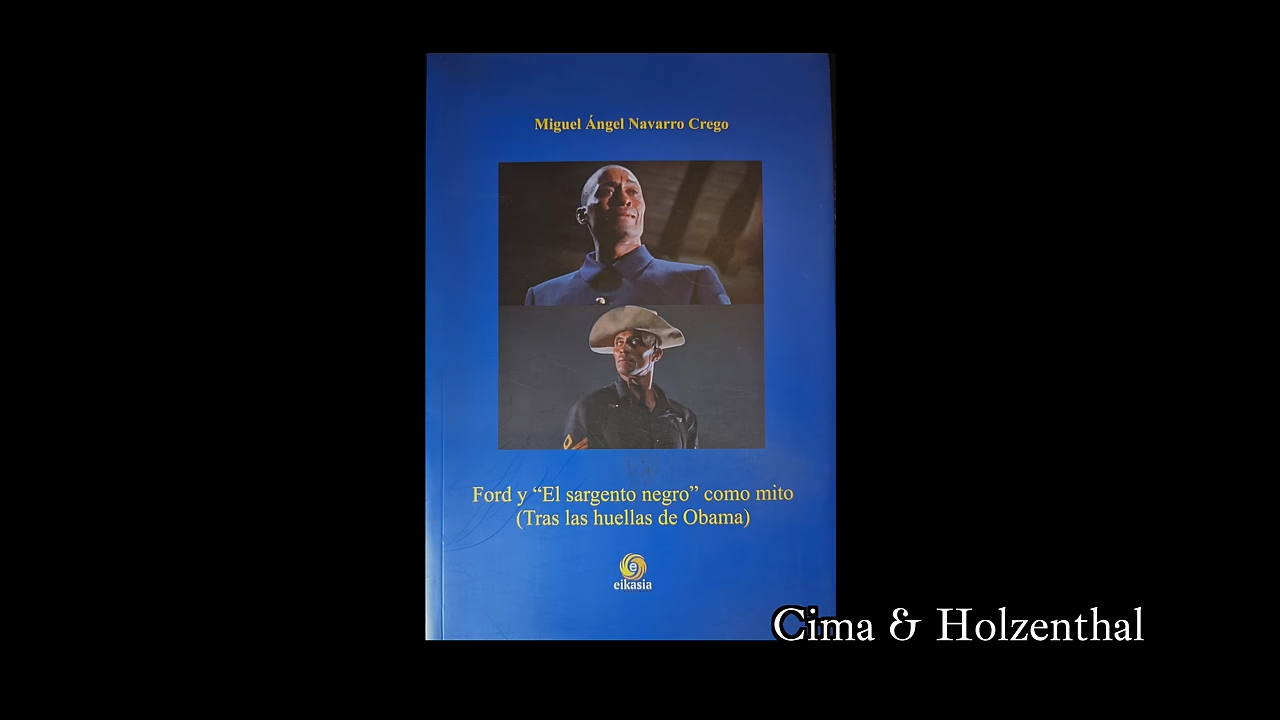 Miguel Ángel Navarro Crego
Ford y “El sargento negro” como mito
(Tras las huellas de Obama)
e
eikasia
Cima & Holzenthal